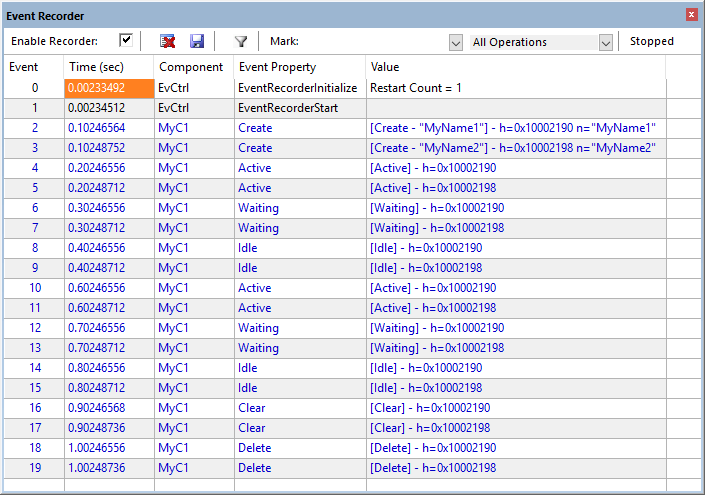 Event Recorder
Enable Recorder: Mark: All Operations Stopped
Event Time (sec) Component Event Property Value
0 0.00233492 EvCtrl EventRecorderInitialize Restart Count = 1
1 0.00234512 EvCtrl EventRecorderStart
2 0.10246564 MyC1 Create [Create - "MyName1"] - h=0x10002190 n="MyName1"
3 0.10248752 MyC1 Create [Create - "MyName2"] - h=0x10002198 n="MyName2"
4 0.20246556 MyC1 Active [Active] - h=0x10002190
5 0.20248712 MyC1 Active [Active] - h=0x10002198
6 0.30246556 MyC1 Waiting [Waiting] - h=0x10002190
7 0.30248712 MyC1 Waiting [Waiting] - h=0x10002198
8 0.40246556 MyC1 Idle [Idle] - h=0x10002190
9 0.40248712 MyC1 Idle [Idle] - h=0x10002198
10 0.60246556 MyC1 Active [Active] - h=0x10002190
11 0.60248712 MyC1 Active [Active] - h=0x10002198
12 0.70246556 MyC1 Waiting [Waiting] - h=0x10002190
13 0.70248712 MyC1 Waiting [Waiting] - h=0x10002198
14 0.80246556 MyC1 Idle [Idle] - h=0x10002190
15 0.80248712 MyC1 Idle [Idle] - h=0x10002198
16 0.90246568 MyC1 Clear [Clear] - h=0x10002190
17 0.90248736 MyC1 Clear [Clear] - h=0x10002198
18 1.00246556 MyC1 Delete [Delete] - h=0x10002190
19 1.00248736 MyC1 Delete [Delete] - h=0x10002198